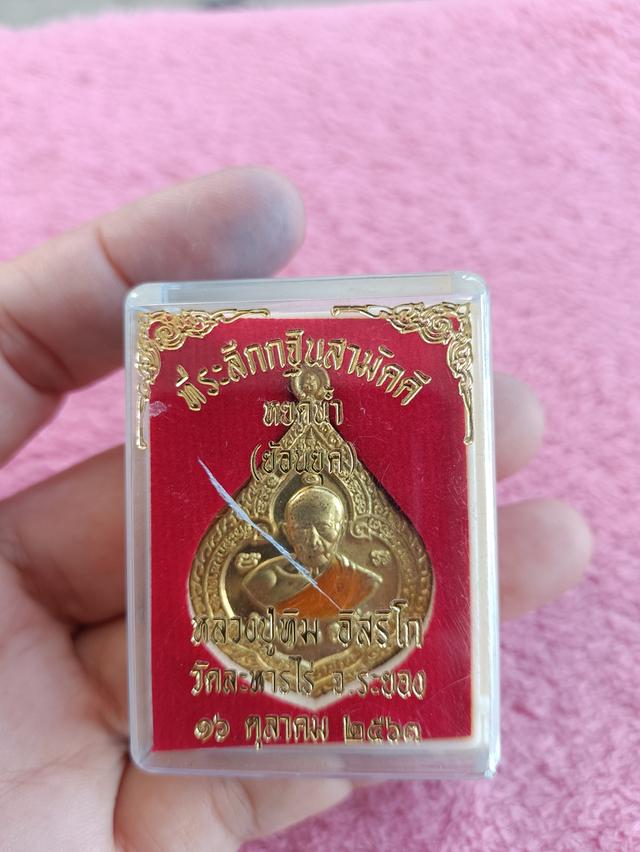 ที่ระลึกกฐินสามัคคี
หยดน้ำ
(ย้อนยุค)
หลวงปู่ทิม อิสริโก
วัดละหารไร่ จ.ระยอง
๑๖ ตุลาคม ๒๕๖๓